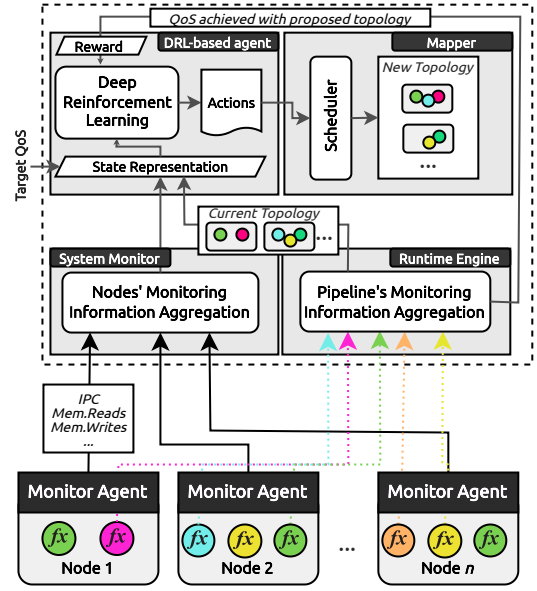 QoS achieved with proposed topology
Reward
DRL-based agent
Mapper
Deep
Reinforcement
Learning
Actions
Scheduler
New Topology
...
Target QoS
State Representation
Current Topology
...
System Monitor
Runtime Engine
Nodes' Monitoring
Information Aggregation
Pipeline's Monitoring
Information Aggregation
IPC
Mem.Reads
Mem.Writes
...
Monitor Agent
Monitor Agent
Monitor Agent
fx
fx
fx
fx
fx
...
fx
fx
fx
Node 1
Node 2
Node n